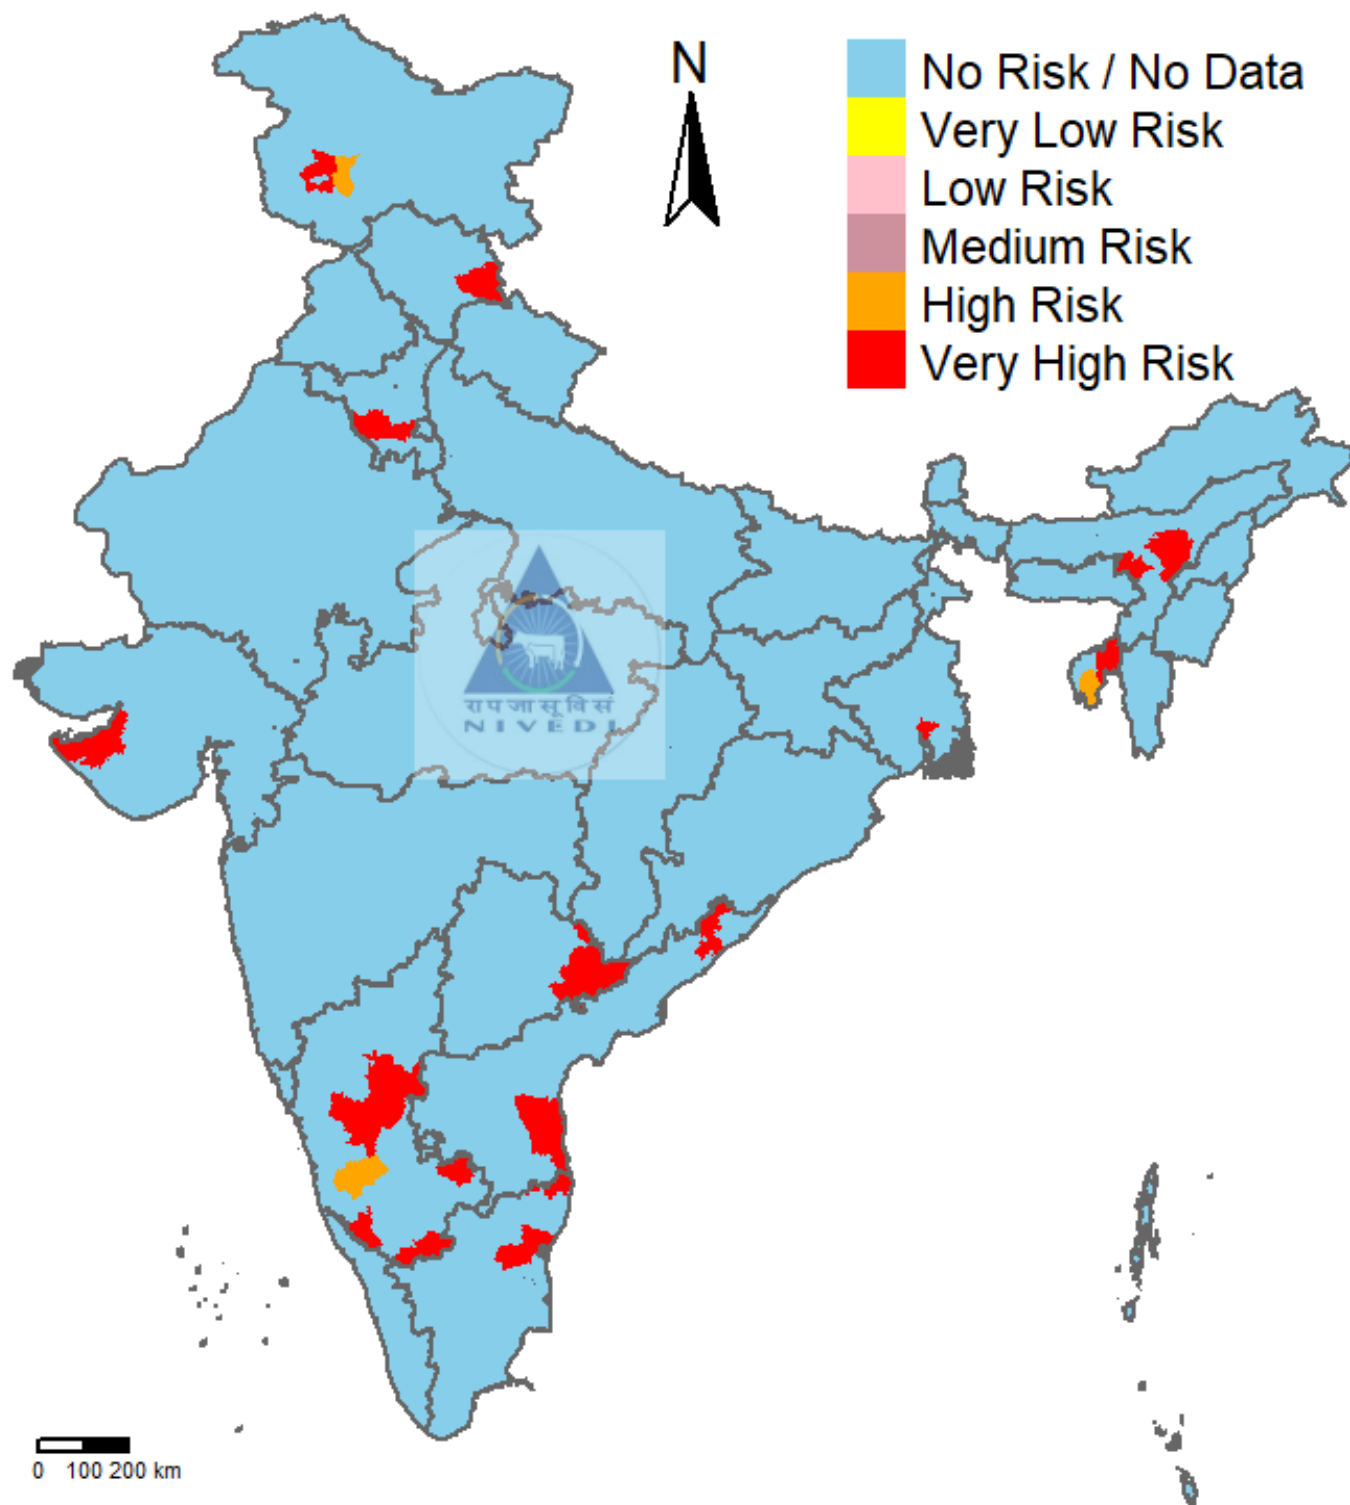 N
No Risk / No Data
Very Low Risk
Low Risk
Medium Risk
High Risk
Very High Risk
रा प जा सू वि सं
NIVEDI
0 100 200 km